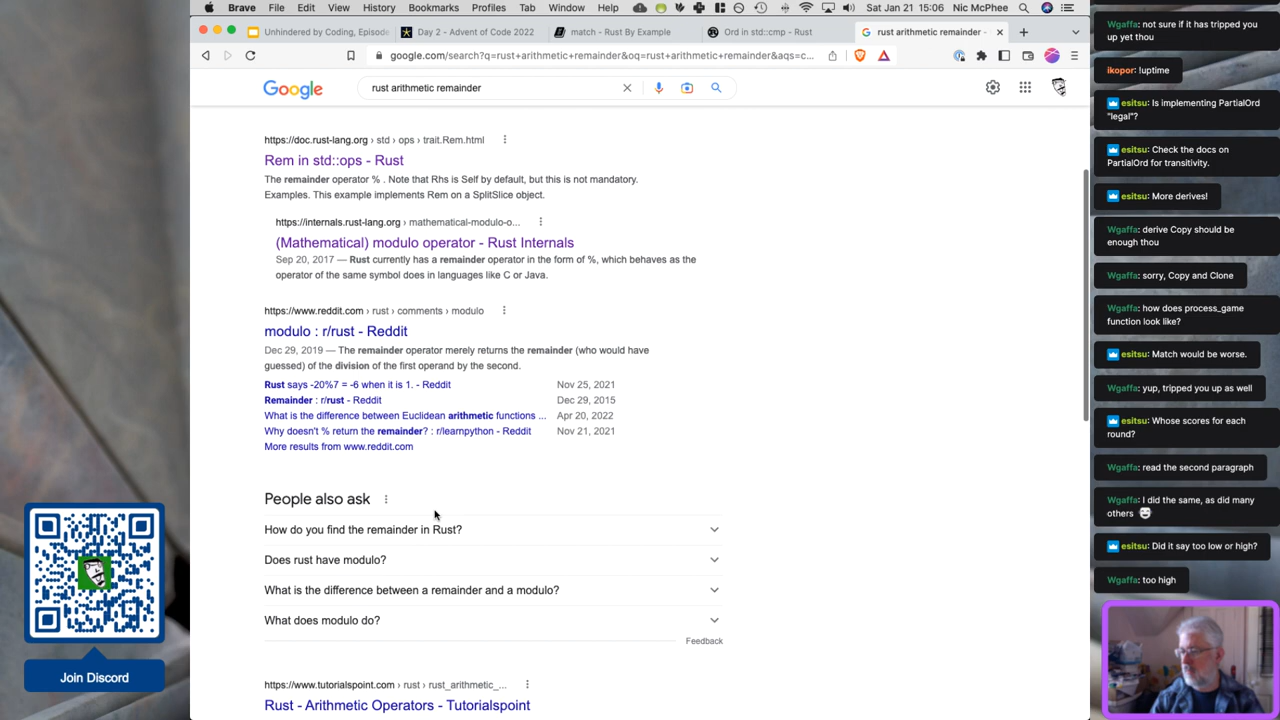 Brave File Edit View History Bookmarks Profiles Tab Window Help Sat Jan 21 15:06 Nic McPhee
Unhindered by Coding, Episode
Day 2 - Advent of Code 2022
match - Rust By Example
Ord in std::cmp - Rust
rust arithmetic remainder -
google.com/search?q=rust+arithmetic+remainder&oq=rust+arithmetic+remainder&aqs=c...
Google
rust arithmetic remainder
https://doc.rust-lang.org › std › ops › trait.Rem.html
Rem in std::ops - Rust
The remainder operator % . Note that Rhs is Self by default, but this is not mandatory.
Examples. This example implements Rem on a SplitSlice object.
https://internals.rust-lang.org › mathematical-modulo-o...
(Mathematical) modulo operator - Rust Internals
Sep 20, 2017 — Rust currently has a remainder operator in the form of %, which behaves as the
operator of the same symbol does in languages like C or Java.
https://www.reddit.com › rust › comments › modulo
modulo : r/rust - Reddit
Dec 29, 2019 — The remainder operator merely returns the remainder (who would have
guessed) of the division of the first operand by the second.
Rust says -20%7 = -6 when it is 1. - Reddit Nov 25, 2021
Remainder : r/rust - Reddit Dec 29, 2015
What is the difference between Euclidean arithmetic functions ... Apr 20, 2022
Why doesn't % return the remainder? : r/learnpython - Reddit Nov 21, 2021
More results from www.reddit.com
People also ask
How do you find the remainder in Rust?
Does rust have modulo?
What is the difference between a remainder and a modulo?
What does modulo do?
Feedback
https://www.tutorialspoint.com › rust › rust_arithmetic_...
Rust - Arithmetic Operators - Tutorialspoint
Join Discord
Wgaffa: not sure if it has tripped you
up yet thou
ikopor: !uptime
esitsu: Is implementing PartialOrd
"legal"?
esitsu: Check the docs on
PartialOrd for transitivity.
esitsu: More derives!
Wgaffa: derive Copy should be
enough thou
Wgaffa: sorry, Copy and Clone
Wgaffa: how does process_game
function look like?
esitsu: Match would be worse.
Wgaffa: yup, tripped you up as well
esitsu: Whose scores for each
round?
Wgaffa: read the second paragraph
Wgaffa: I did the same, as did many
others
esitsu: Did it say too low or high?
Wgaffa: too high